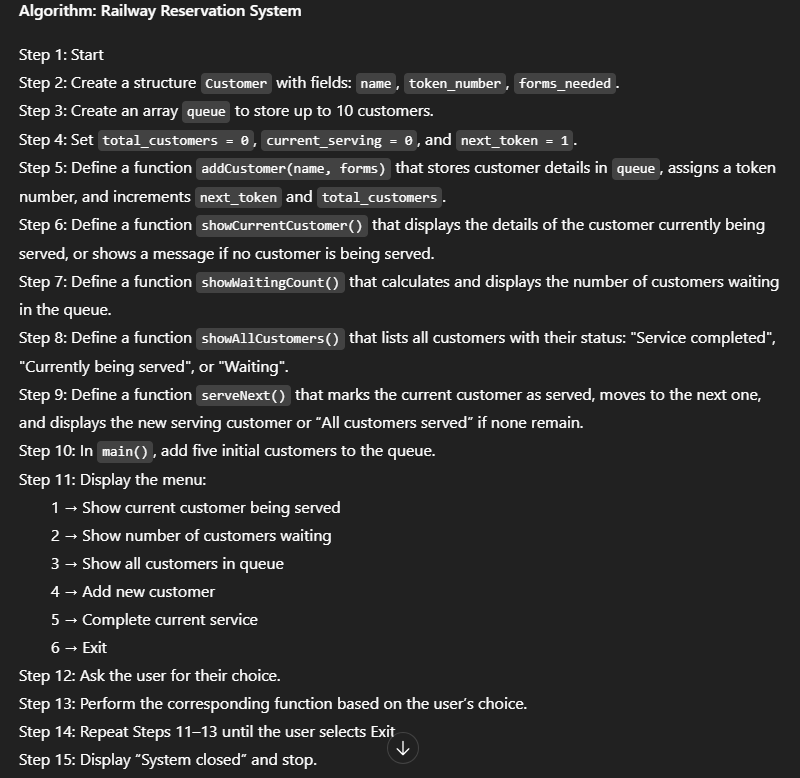 Algorithm: Railway Reservation System
Step 1: Start
Step 2: Create a structure Customer with fields: name, token_number, forms_needed.
Step 3: Create an array queue to store up to 10 customers.
Step 4: Set total_customers = 0, current_serving = 0, and next_token = 1.
Step 5: Define a function addCustomer(name, forms) that stores customer details in queue, assigns a token
number, and increments next_token and total_customers.
Step 6: Define a function showCurrentCustomer() that displays the details of the customer currently being
served, or shows a message if no customer is being served.
Step 7: Define a function showWaitingCount() that calculates and displays the number of customers waiting
in the queue.
Step 8: Define a function showAllCustomers() that lists all customers with their status: "Service completed",
"Currently being served", or "Waiting".
Step 9: Define a function serveNext() that marks the current customer as served, moves to the next one,
and displays the new serving customer or “All customers served” if none remain.
Step 10: In main(), add five initial customers to the queue.
Step 11: Display the menu:
1 → Show current customer being served
2 → Show number of customers waiting
3 → Show all customers in queue
4 → Add new customer
5 → Complete current service
6 → Exit
Step 12: Ask the user for their choice.
Step 13: Perform the corresponding function based on the user’s choice.
Step 14: Repeat Steps 11–13 until the user selects Exit
Step 15: Display “System closed” and stop.